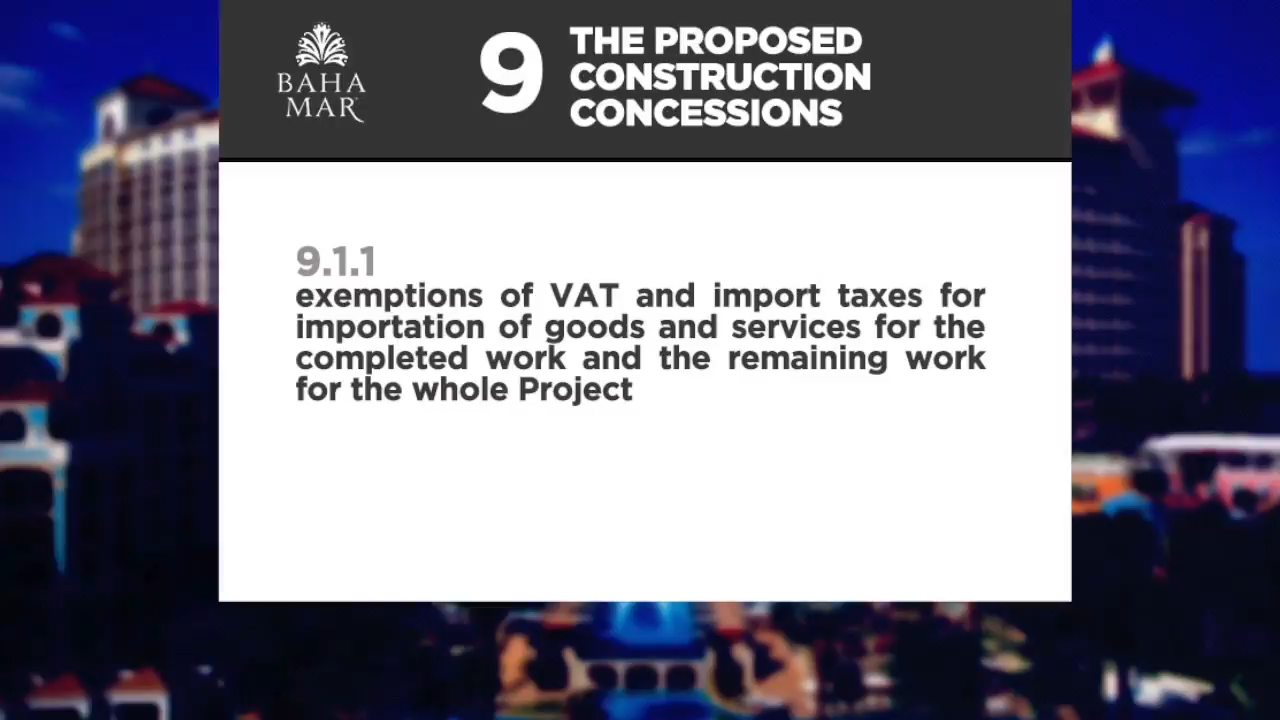 BAHA
MAR
9
THE PROPOSED
CONSTRUCTION
CONCESSIONS
9.1.1
exemptions of VAT and import taxes for
importation of goods and services for the
completed work and the remaining work
for the whole Project